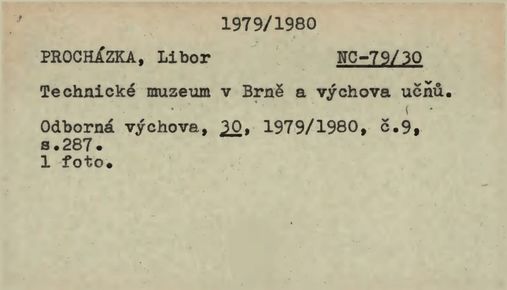 1979/1980
PROCHÁZKA, Libor NC-79/30
Technické muzeum v Brně a výchova učňů.
Odborná výchova, 30, 1979/1980, č.9,
s.287.
1 foto.